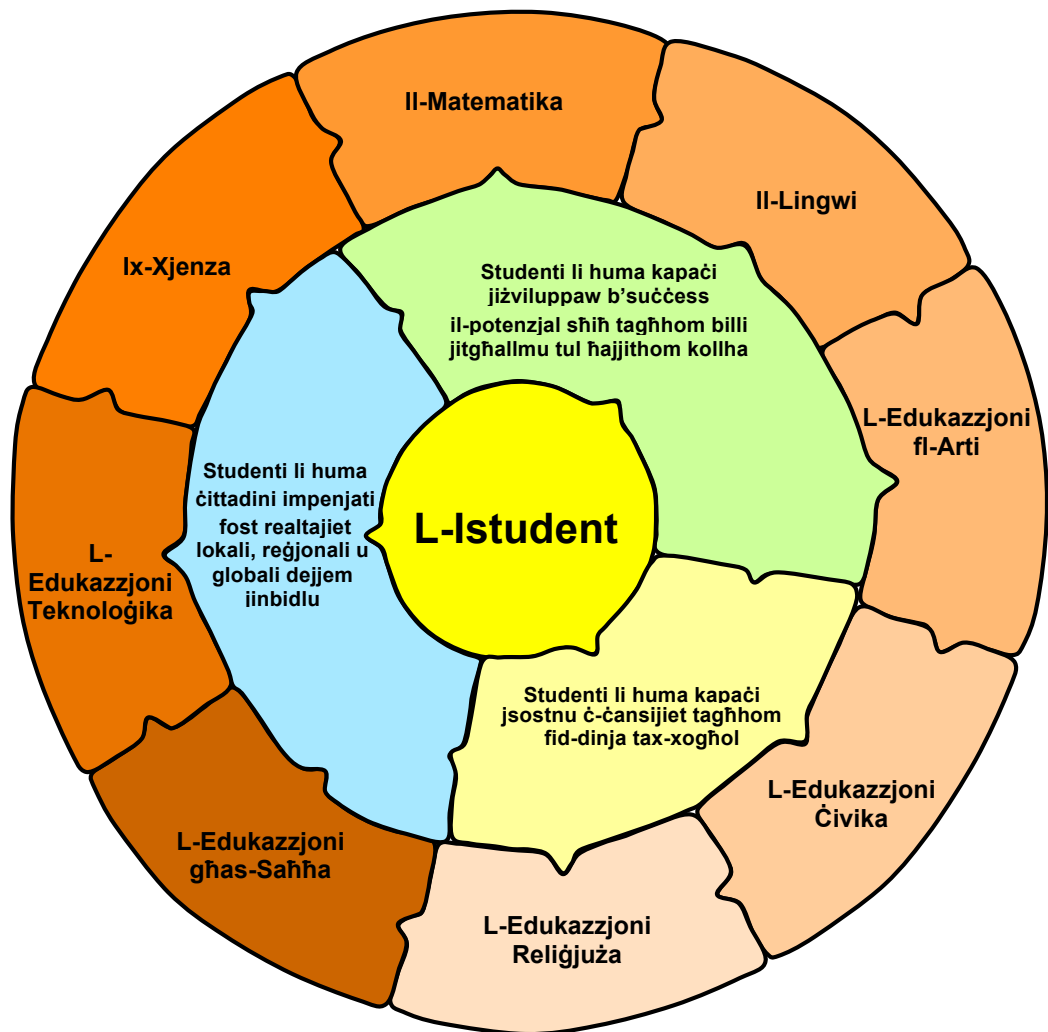 Il-Matematika
Il-Lingwi
Ix-Xjenza
Studenti li huma kapaċi
jiżviluppaw b’suċċess
il-potenzjal sħiħ tagħhom billi
jitgħallmu tul ħajjithom kollha
L-Edukazzjoni
fl-Arti
Studenti li huma
ċittadini impenjati
fost realtajiet
lokali, reġjonali u
globali dejjem
jinbidlu
L-Istudent
L-
Edukazzjoni
Teknoloġika
Studenti li huma kapaċi
jsostnu ċ-ċansijiet tagħhom
fid-dinja tax-xogħol
L-Edukazzjoni
Ċivika
L-Edukazzjoni
għas-Saħħa
L-Edukazzjoni
Reliġjuża